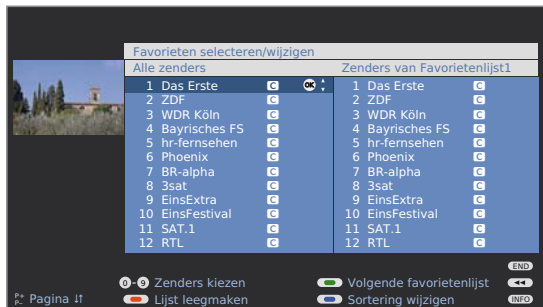 Favorieten selecteren/wijzigen
Alle zenders Zenders van Favorietenlijst1
1 Das Erste C OK 1 Das Erste C
2 ZDF C 2 ZDF C
3 WDR Köln C 3 WDR Köln C
4 Bayrisches FS C 4 Bayrisches FS C
5 hr-fernsehen C 5 hr-fernsehen C
6 Phoenix C 6 Phoenix C
7 BR-alpha C 7 BR-alpha C
8 3sat C 8 3sat C
9 EinsExtra C 9 EinsExtra C
10 EinsFestival C 10 EinsFestival C
11 SAT.1 C 11 SAT.1 C
12 RTL C 12 RTL C
END
0-9 Zenders kiezen Volgende favorietenlijst
P+ P- Pagina Lijst leegmaken Sortering wijzigen INFO